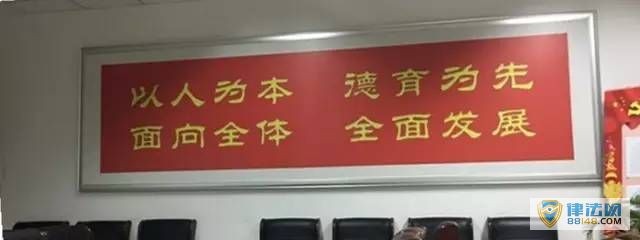 以人为本 德育为先
面向全体 全面发展
律法网
88148.COM